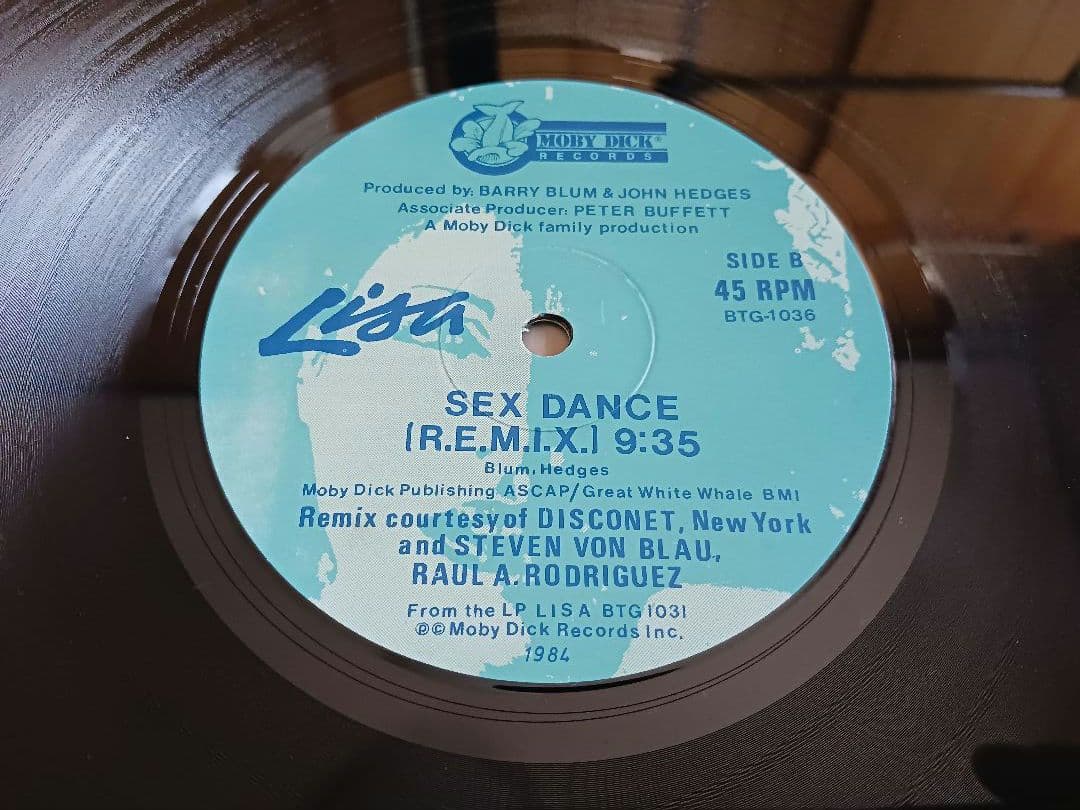 MOBY DICK®
RECORDS
Produced by: BARRY BLUM & JOHN HEDGES
Associate Producer: PETER BUFFETT
A Moby Dick family production
SIDE B
45 RPM
BTG-1036
Lisa
SEX DANCE
(R.E.M.I.X.) 9:35
Blum, Hedges
Moby Dick Publishing ASCAP/Great White Whale BMI
Remix courtesy of DISCONET, New York
and STEVEN VON BLAU,
RAUL A. RODRIGUEZ
From the LP LISA BTG 1031
℗©Moby Dick Records Inc.
1984